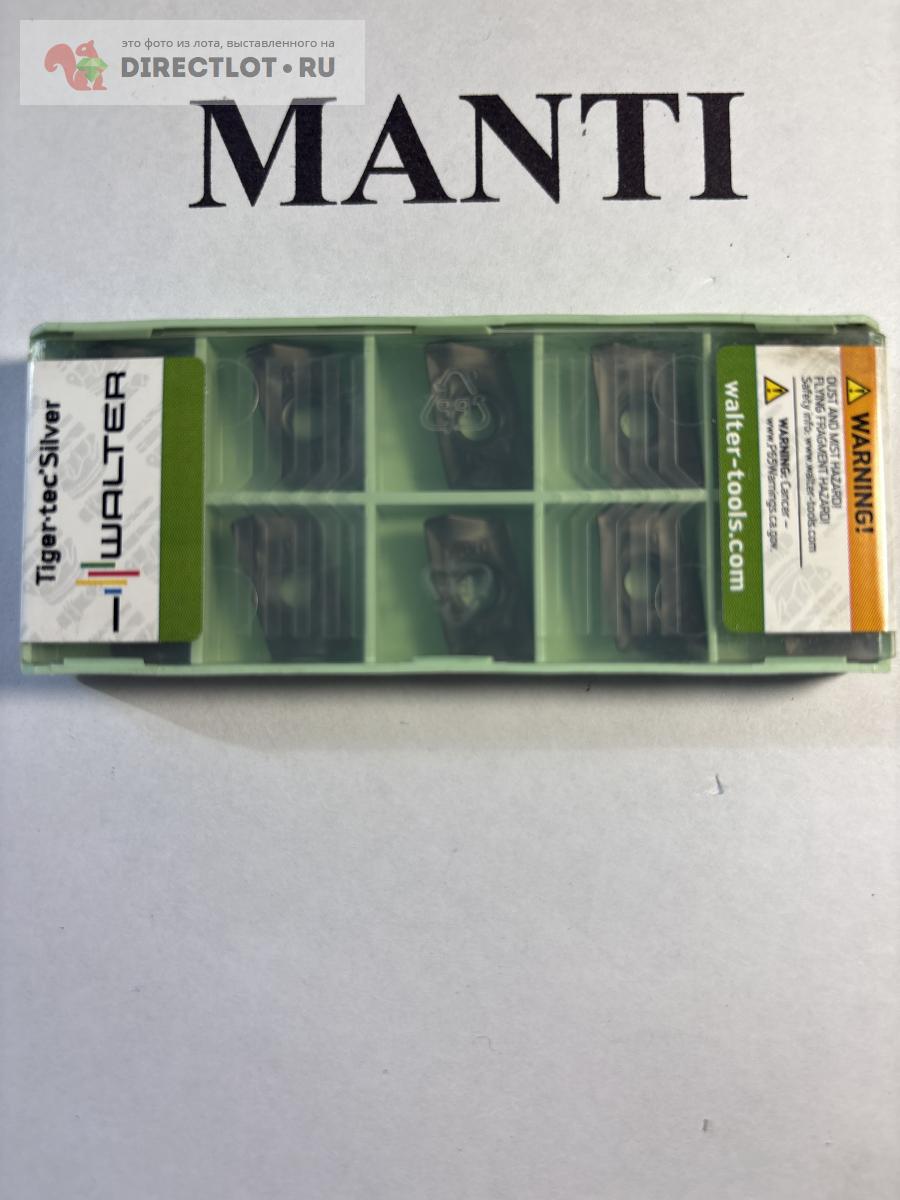 это фото из лота, выставленного на
DIRECTLOT•RU
MANTI
Tiger·tec®Silver
WALTER
walter-tools.com
WARNING!
DUST AND MIST HAZARD!
FLYING FRAGMENT HAZARD!
Safety info: www.walter-tools.com
WARNING: Cancer –
www.P65Warnings.ca.gov